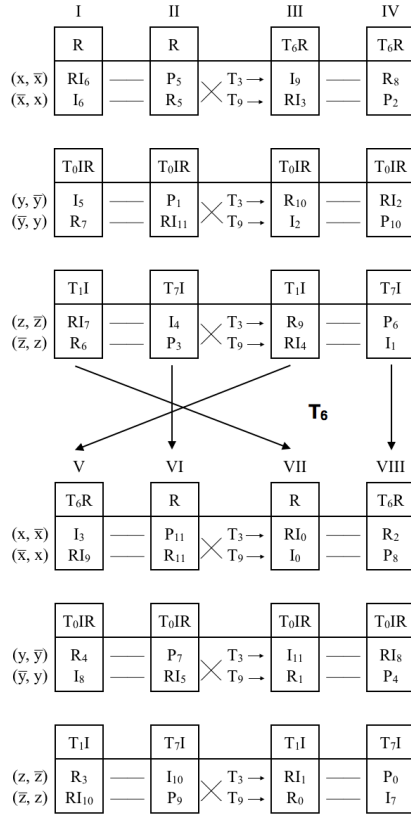 I II III IV
R R T₆R T₆R
(x, x̅) RI₆ P₅ T₃ I₉ R₈
(x̅, x) I₆ R₅ T₉ RI₃ P₂
T₀IR T₀IR T₀IR T₀IR
(y, y̅) I₅ P₁ T₃ R₁₀ RI₂
(y̅, y) R₇ RI₁₁ T₉ I₂ P₁₀
T₁I T₇I T₁I T₇I
(z, z̅) RI₇ I₄ T₃ R₉ P₆
(z̅, z) R₆ P₃ T₉ RI₄ I₁
T₆
V VI VII VIII
T₆R R R T₆R
(x, x̅) I₃ P₁₁ T₃ RI₀ R₂
(x̅, x) RI₉ R₁₁ T₉ I₀ P₈
T₀IR T₀IR T₀IR T₀IR
(y, y̅) R₄ P₇ T₃ I₁₁ RI₈
(y̅, y) I₈ RI₅ T₉ R₁ P₄
T₁I T₇I T₁I T₇I
(z, z̅) R₃ I₁₀ T₃ RI₁ P₀
(z̅, z) RI₁₀ P₉ T₉ R₀ I₇